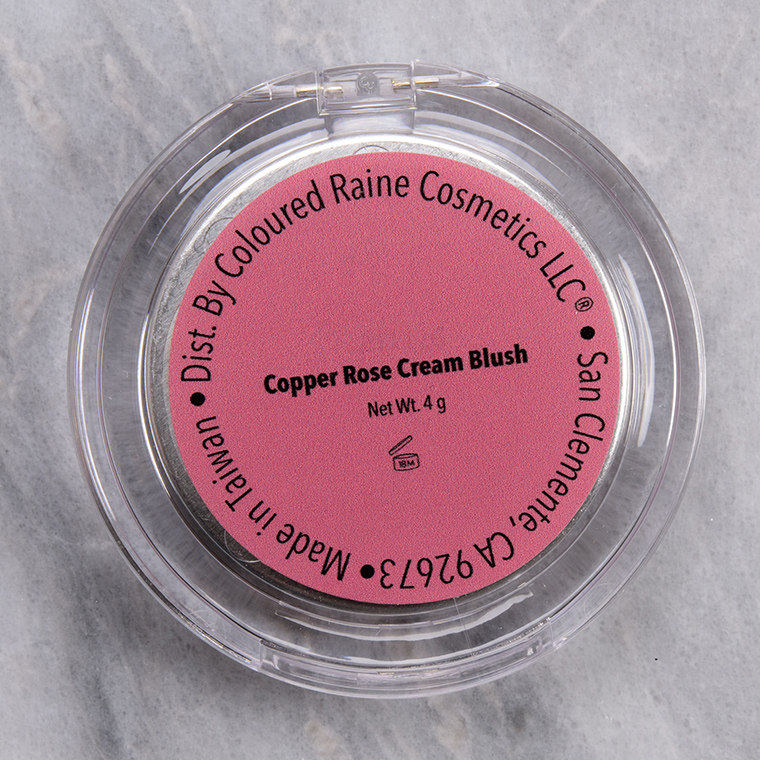 Dist. By Coloured Raine Cosmetics LLC® • San Clemente, CA 92673 • Made in Taiwan •
Copper Rose Cream Blush
Net Wt. 4 g
18M